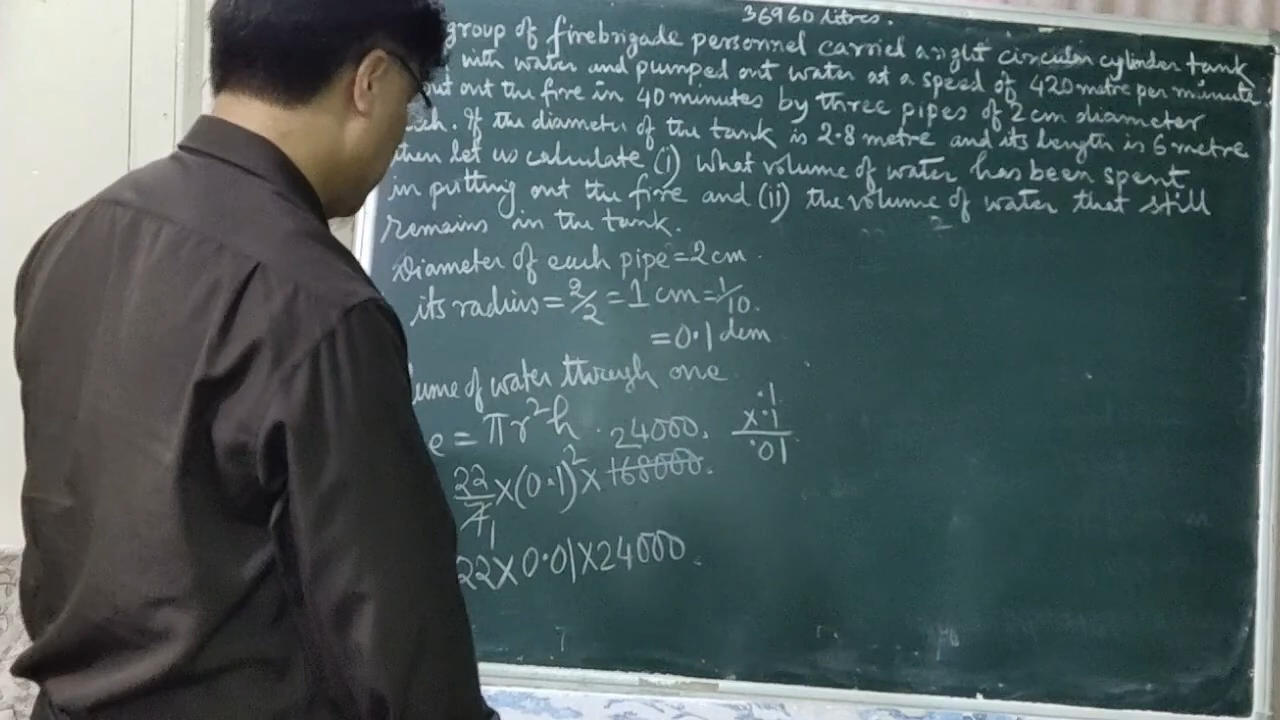 36960 litres.
group of firebrigade personnel carried a right circular cylinder tank
with water and pumped out water at a speed of 420 metre per minute
out the fire in 40 minutes by three pipes of 2 cm diameter
If the diameter of the tank is 2.8 metre and its length is 6 metre
then let us calculate (i) What volume of water has been spent
in putting out the fire and (ii) the volume of water that still
remains in the tank.
Diameter of each pipe = 2 cm.
its radius = 2/2 = 1 cm = 1/10.
= 0.1 dcm
of water through one
= πr²h. 24000. .1
22/7 1 × (0.1)² × 168000. × .1
.01
22 × 0.01 × 24000.